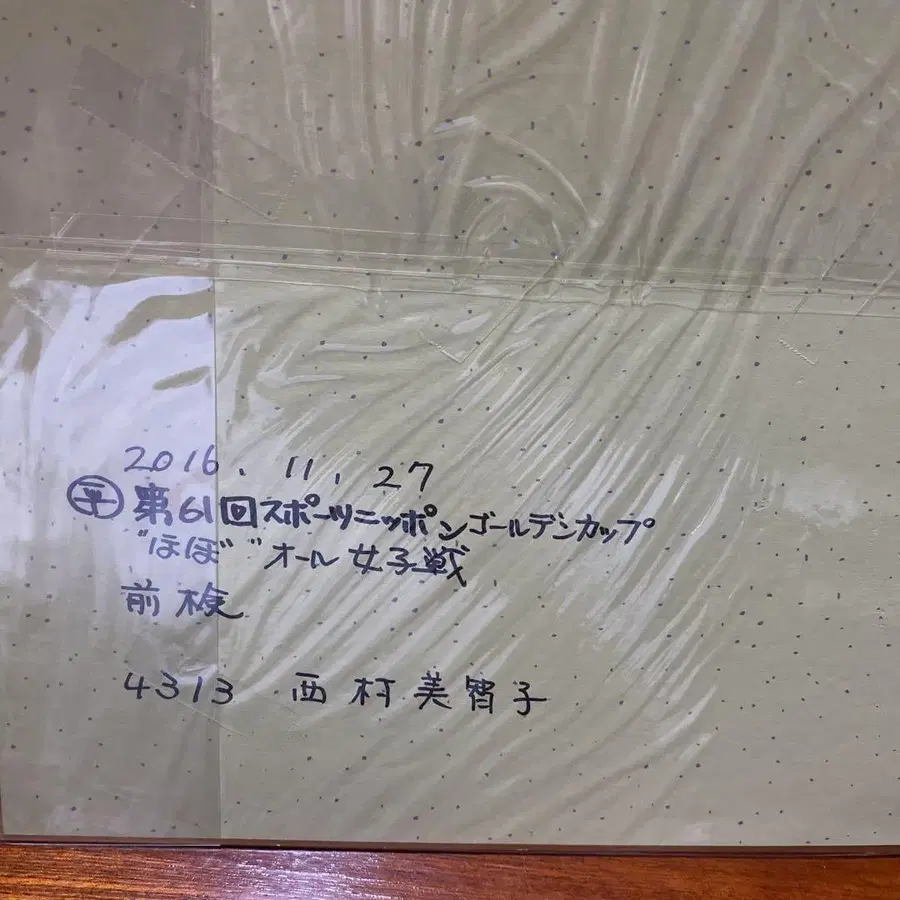 2016.11.27
㊗第61回スポーツニッポンゴールデンカップ
"ほぼ"オール女子戦
前検
4313 西村美智子